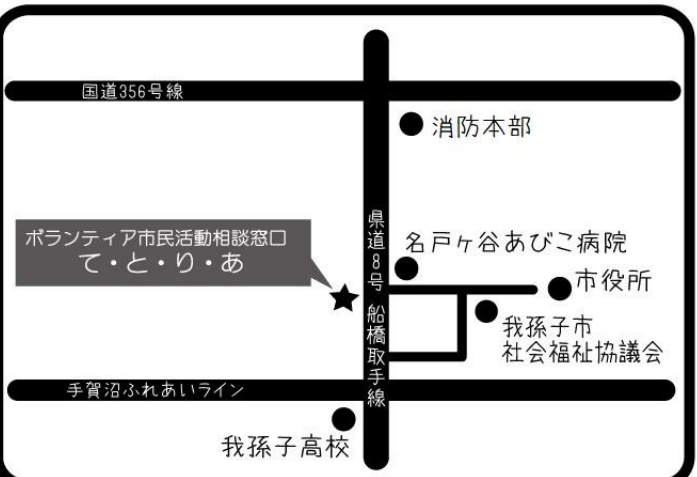 国道356号線
消防本部
ボランティア市民活動相談窓口
て・と・り・あ
県道8号 船橋取手線
名戸ヶ谷あびこ病院
市役所
我孫子市
社会福祉協議会
手賀沼ふれあいライン
我孫子高校